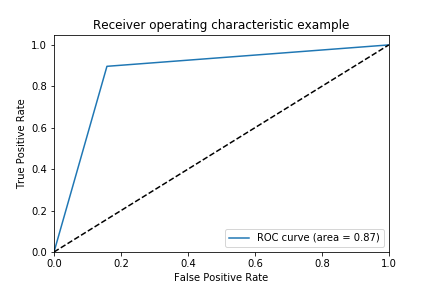 Receiver operating characteristic example
True Positive Rate
1.0
0.8
0.6
0.4
0.2
0.0
ROC curve (area = 0.87)
0.0 0.2 0.4 0.6 0.8 1.0
False Positive Rate